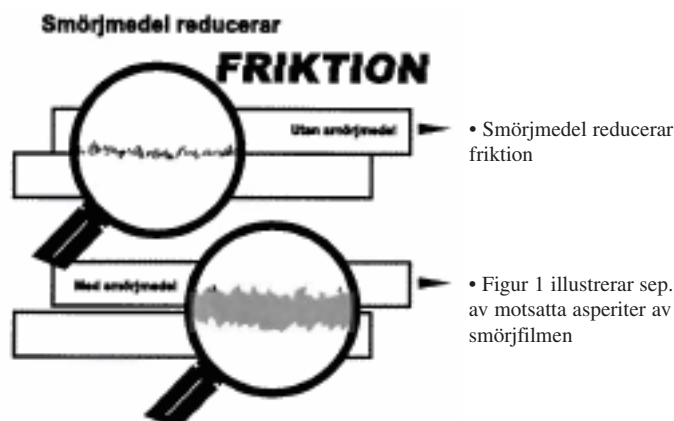 Smörjmedel reducerar
FRIKTION
Utan smörjmedel
• Smörjmedel reducerar
friktion
Med smörjmedel
• Figur 1 illustrerar sep.
av motsatta asperiter av
smörjfilmen